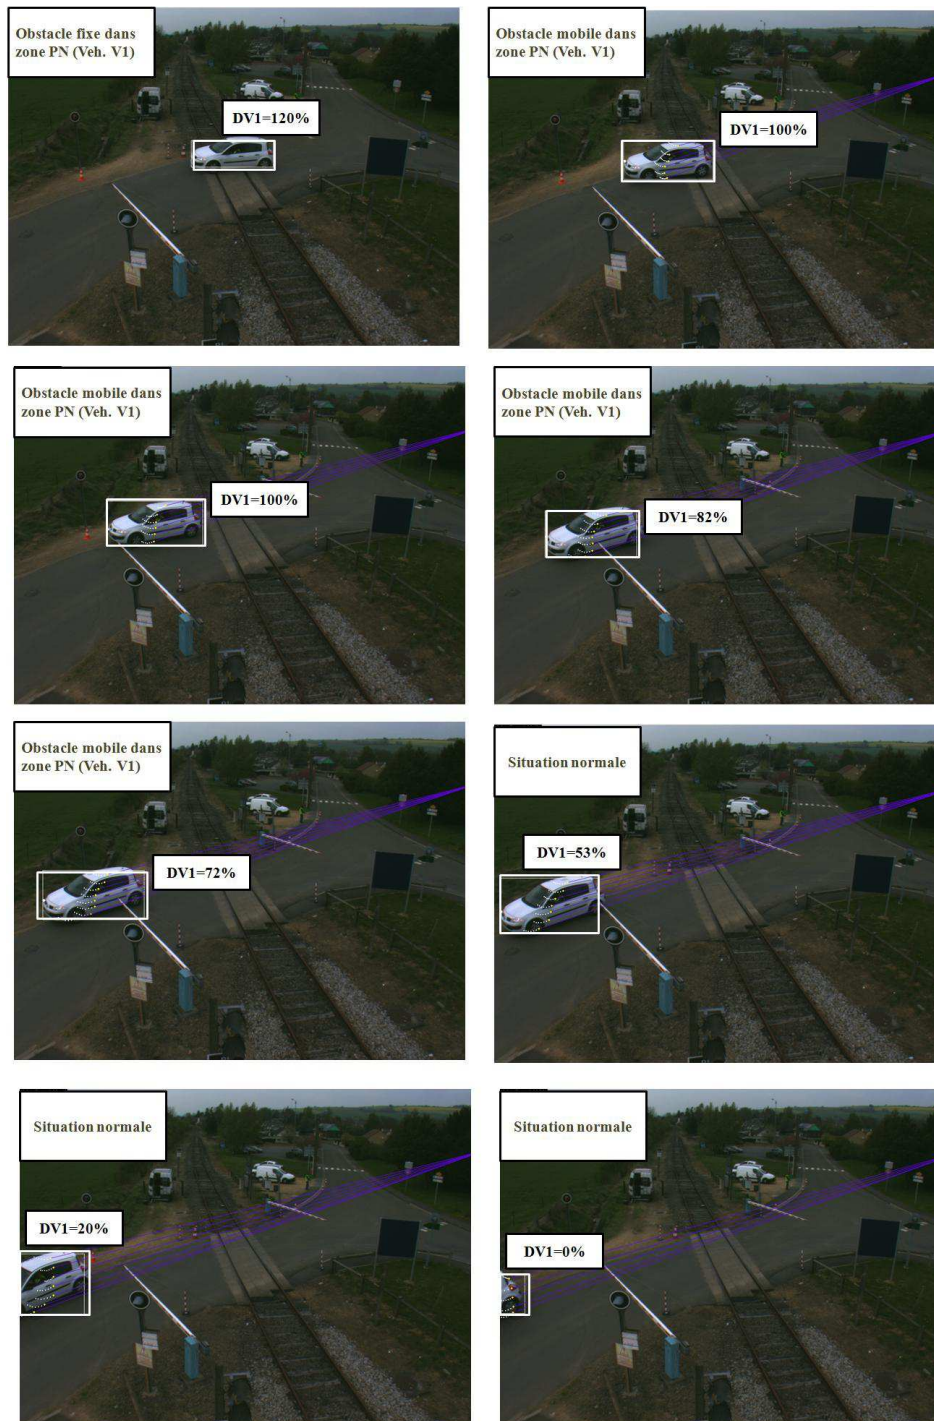 Obstacle fixe dans
zone PN (Veh. V1)
DV1=120%
Obstacle mobile dans
zone PN (Veh. V1)
DV1=100%
Obstacle mobile dans
zone PN (Veh. V1)
DV1=100%
Obstacle mobile dans
zone PN (Veh. V1)
DV1=82%
Obstacle mobile dans
zone PN (Veh. V1)
DV1=72%
Situation normale
DV1=53%
Situation normale
DV1=20%
Situation normale
DV1=0%